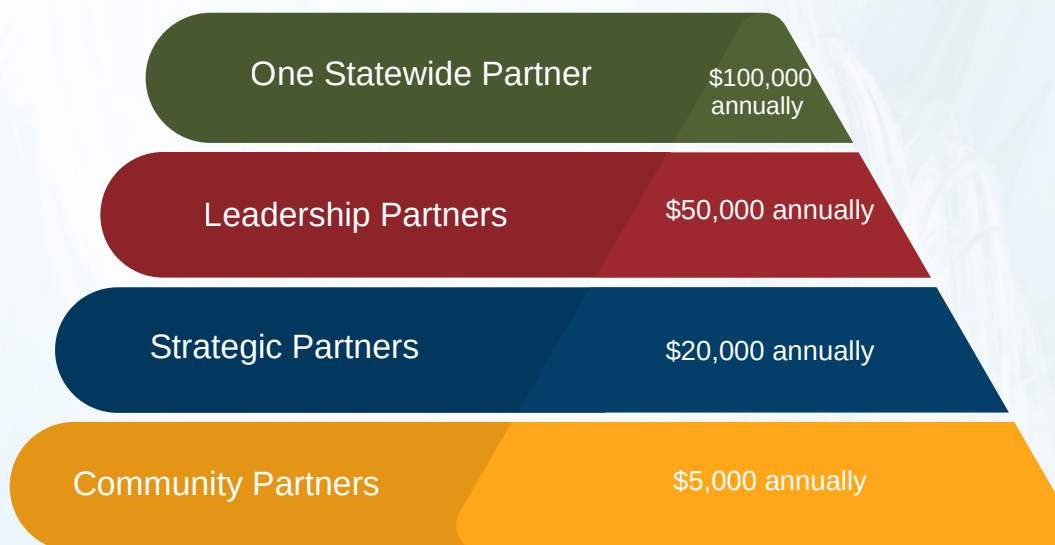 One Statewide Partner
$100,000
annually
Leadership Partners
$50,000 annually
Strategic Partners
$20,000 annually
Community Partners
$5,000 annually